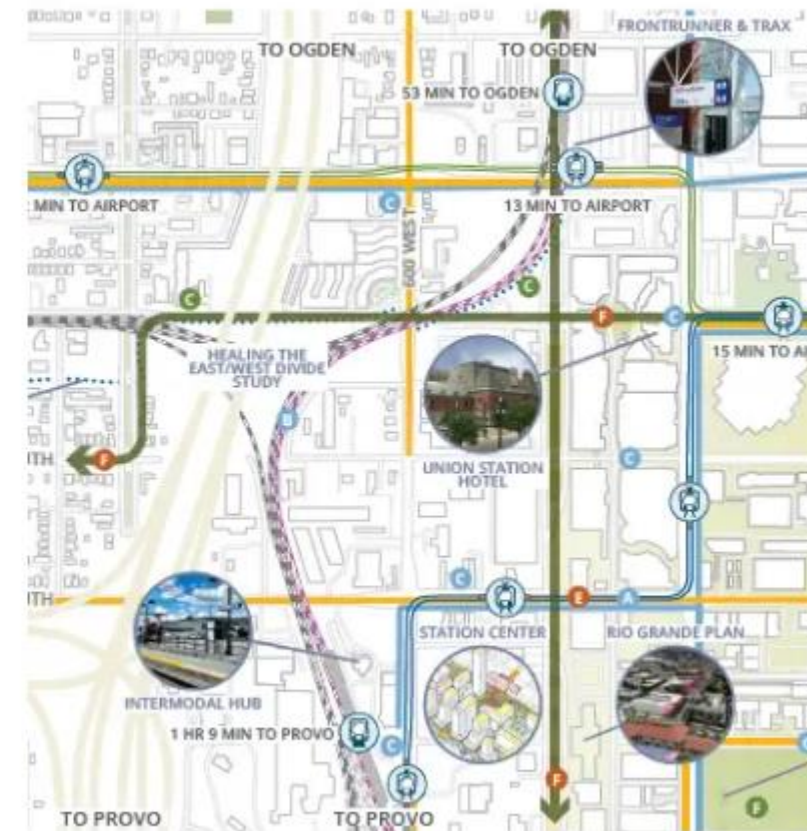 FRONTRUNNER & TRAX
TO OGDEN
TO OGDEN
53 MIN TO OGDEN
MIN TO AIRPORT
C
13 MIN TO AIRPORT
600 WEST
C
C
F
C
15 MIN TO AI
HEALING THE
EAST/WEST DIVIDE
STUDY
B
UNION STATION
HOTEL
C
F
TH
C
TH
E
A
STATION CENTER
RIO GRANDE PLAN
INTERMODAL HUB
1 HR 9 MIN TO PROVO
C
F
F
TO PROVO
TO PROVO